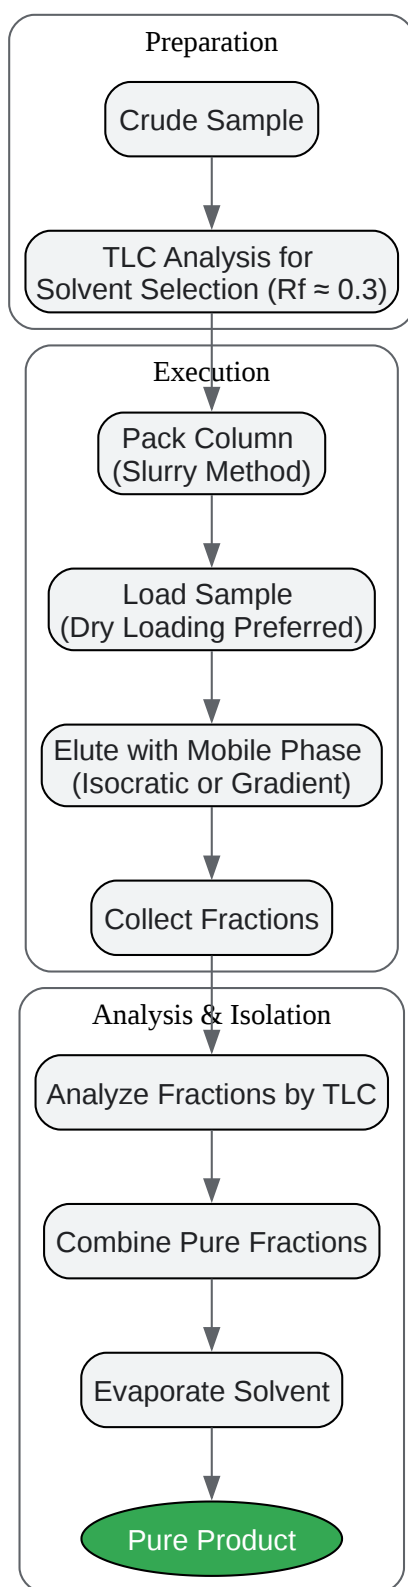 Preparation
Crude Sample
TLC Analysis for
Solvent Selection (Rf ≈ 0.3)
Execution
Pack Column
(Slurry Method)
Load Sample
(Dry Loading Preferred)
Elute with Mobile Phase
(Isocratic or Gradient)
Collect Fractions
Analysis & Isolation
Analyze Fractions by TLC
Combine Pure Fractions
Evaporate Solvent
Pure Product